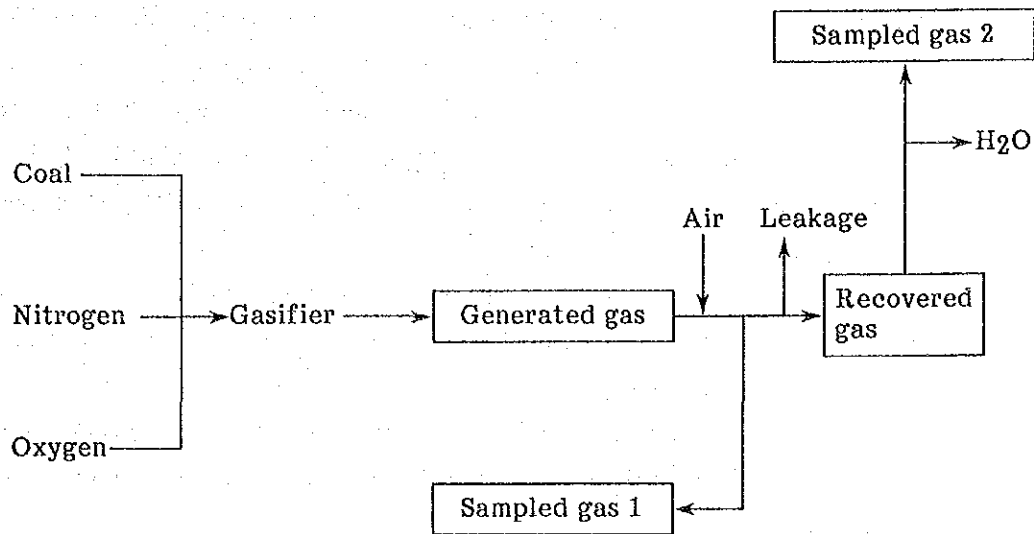 Sampled gas 2
H2O
Coal
Air
Leakage
Nitrogen
Gasifier
Generated gas
Recovered
gas
Oxygen
Sampled gas 1